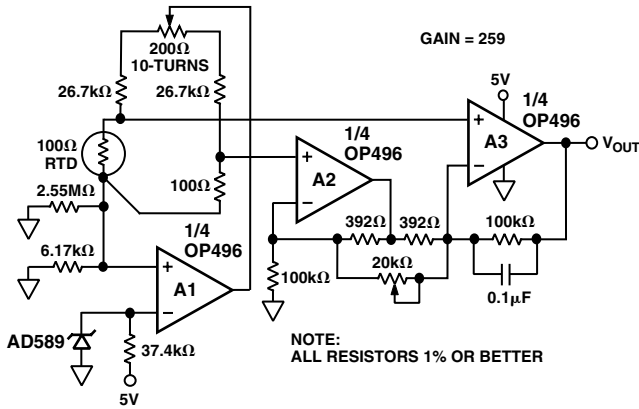 200Ω
10-TURNS
GAIN = 259
26.7kΩ
26.7kΩ
5V
1/4
OP496
+
−
A3
VOUT
100Ω
RTD
1/4
OP496
+
−
A2
100Ω
2.55MΩ
1/4
OP496
392Ω
392Ω
100kΩ
6.17kΩ
+
−
A1
100kΩ
20kΩ
0.1µF
AD589
37.4kΩ
5V
NOTE:
ALL RESISTORS 1% OR BETTER